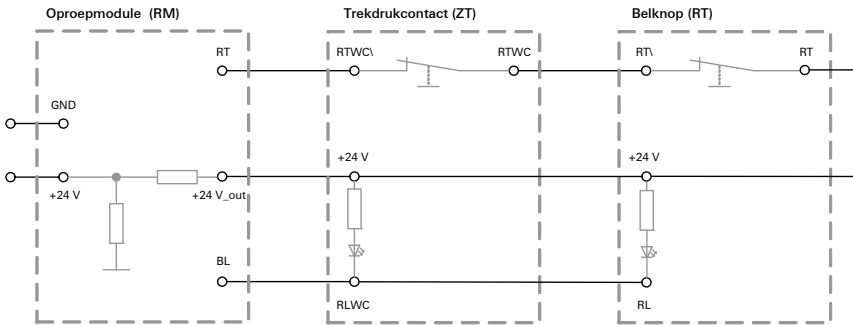 Oproepmodule (RM)
Trekdrukcontact (ZT)
Belknop (RT)
RT
RTWC\
RTWC
RT\
RT
GND
+24 V
+24 V
+24 V
+24 V_out
BL
RLWC
RL